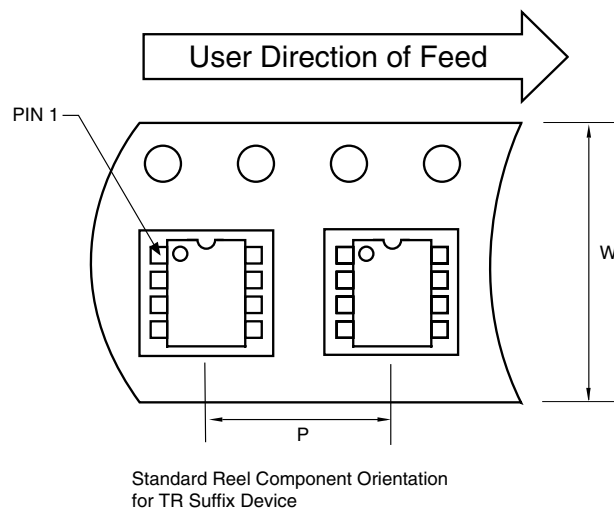 User Direction of Feed
PIN 1
W
P
Standard Reel Component Orientation
for TR Suffix Device